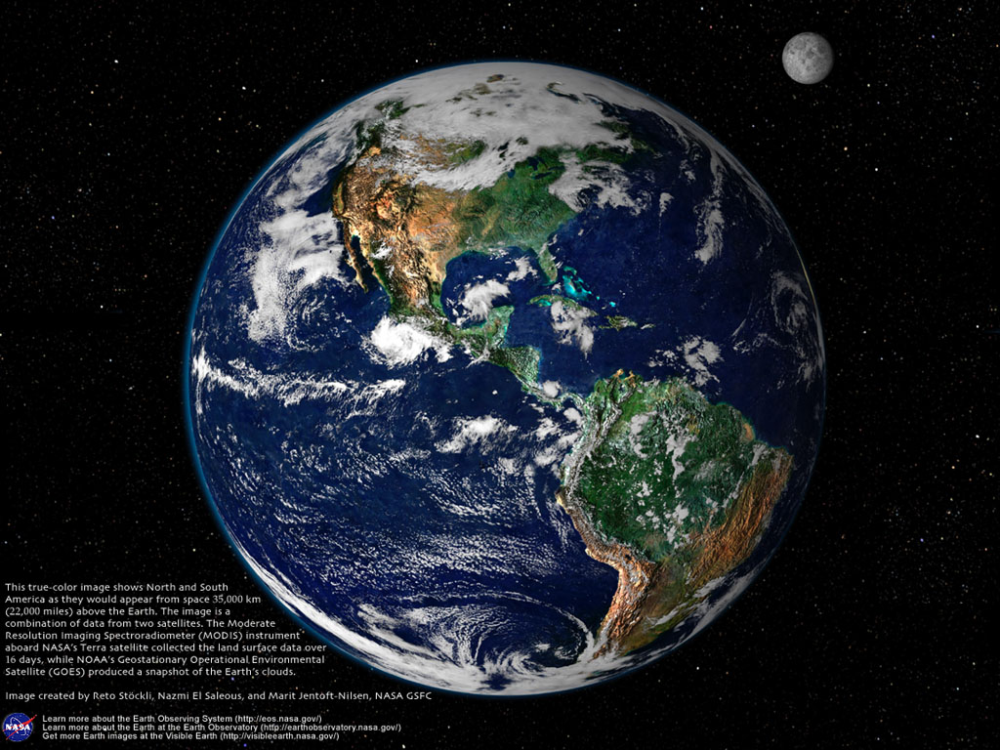 This true-color image shows North and South
America as they would appear from space 35,000 km
(22,000 miles) above the Earth. The image is a
combination of data from two satellites. The Moderate
Resolution Imaging Spectroradiometer (MODIS) instrument
aboard NASA's Terra satellite collected the land surface data over
16 days, while NOAA's Geostationary Operational Environmental
Satellite (GOES) produced a snapshot of the Earth's clouds.
Image created by Reto Stöckli, Nazmi El Saleous, and Marit Jentoft-Nilsen, NASA GSFC
NASA
Learn more about the Earth Observing System (http://eos.nasa.gov/)
Learn more about the Earth at the Earth Observatory (http://earthobservatory.nasa.gov/)
Get more Earth images at the Visible Earth (http://visibleearth.nasa.gov/)